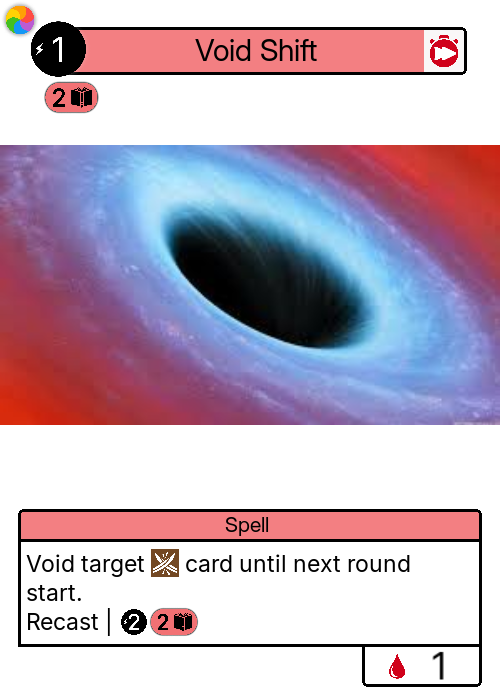 1
Void Shift
2
Spell
Void target card until next round
start.
Recast | 2 2
1